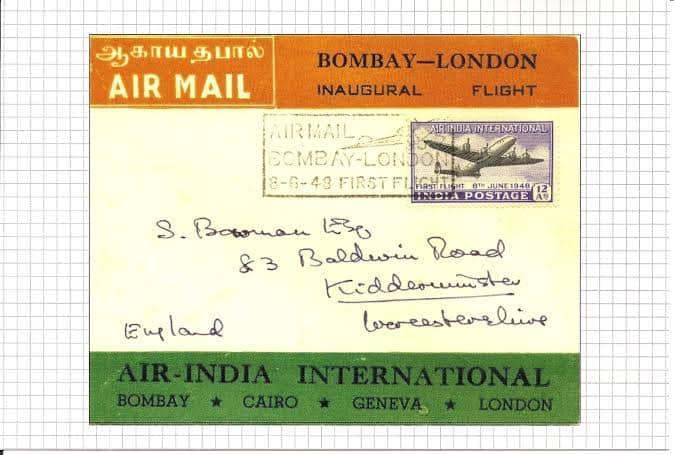 ஆகாய தபால்
AIR MAIL
BOMBAY—LONDON
INAUGURAL FLIGHT
AIR MAIL
BOMBAY-LONDON
8-6-48 FIRST FLIGHT
AIR INDIA INTERNATIONAL
FIRST FLIGHT 8TH JUNE 1948
INDIA POSTAGE
12 AS
S. Bowman Esq
83 Baldwin Road
Kidderminster
Worcestershire
England
AIR-INDIA INTERNATIONAL
BOMBAY ★ CAIRO ★ GENEVA ★ LONDON